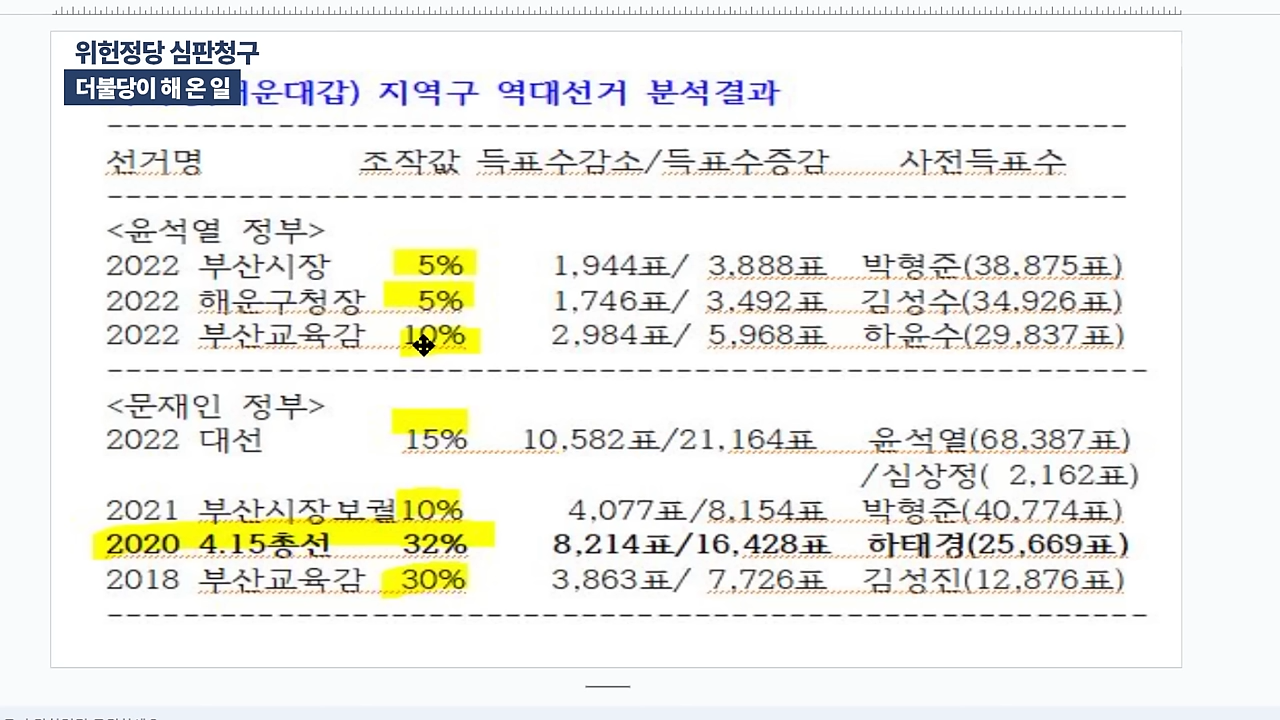 위헌정당 심판청구
더불당이 해 온 일
운대갑) 지역구 역대선거 분석결과
선거명 조작값 득표수감소/득표수증감 사전득표수
<윤석열 정부>
2022 부산시장 5% 1,944표/ 3,888표 박형준(38,875표)
2022 해운구청장 5% 1,746표/ 3,492표 김성수(34,926표)
2022 부산교육감 10% 2,984표/ 5,968표 하윤수(29,837표)
<문재인 정부>
2022 대선 15% 10,582표/21,164표 윤석열(68,387표)
/심상정( 2,162표)
2021 부산시장보궐10% 4,077표/8,154표 박형준(40,774표)
2020 4.15총선 32% 8,214표/16,428표 하태경(25,669표)
2018 부산교육감 30% 3,863표/ 7,726표 김성진(12,876표)